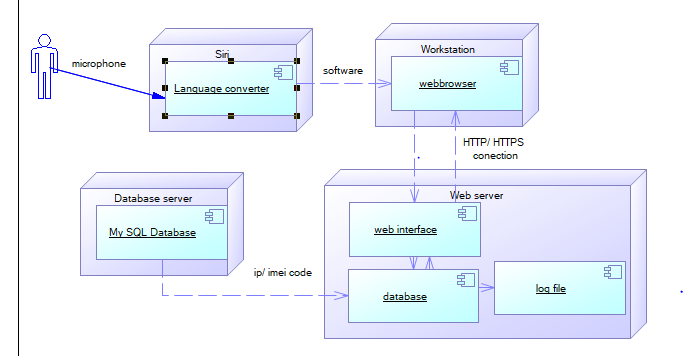 Siri
microphone
Language converter
software
Workstation
webbrowser
HTTP/ HTTPS
conection
Database server
My SQL Database
Web server
web interface
ip/ imei code
database
log file